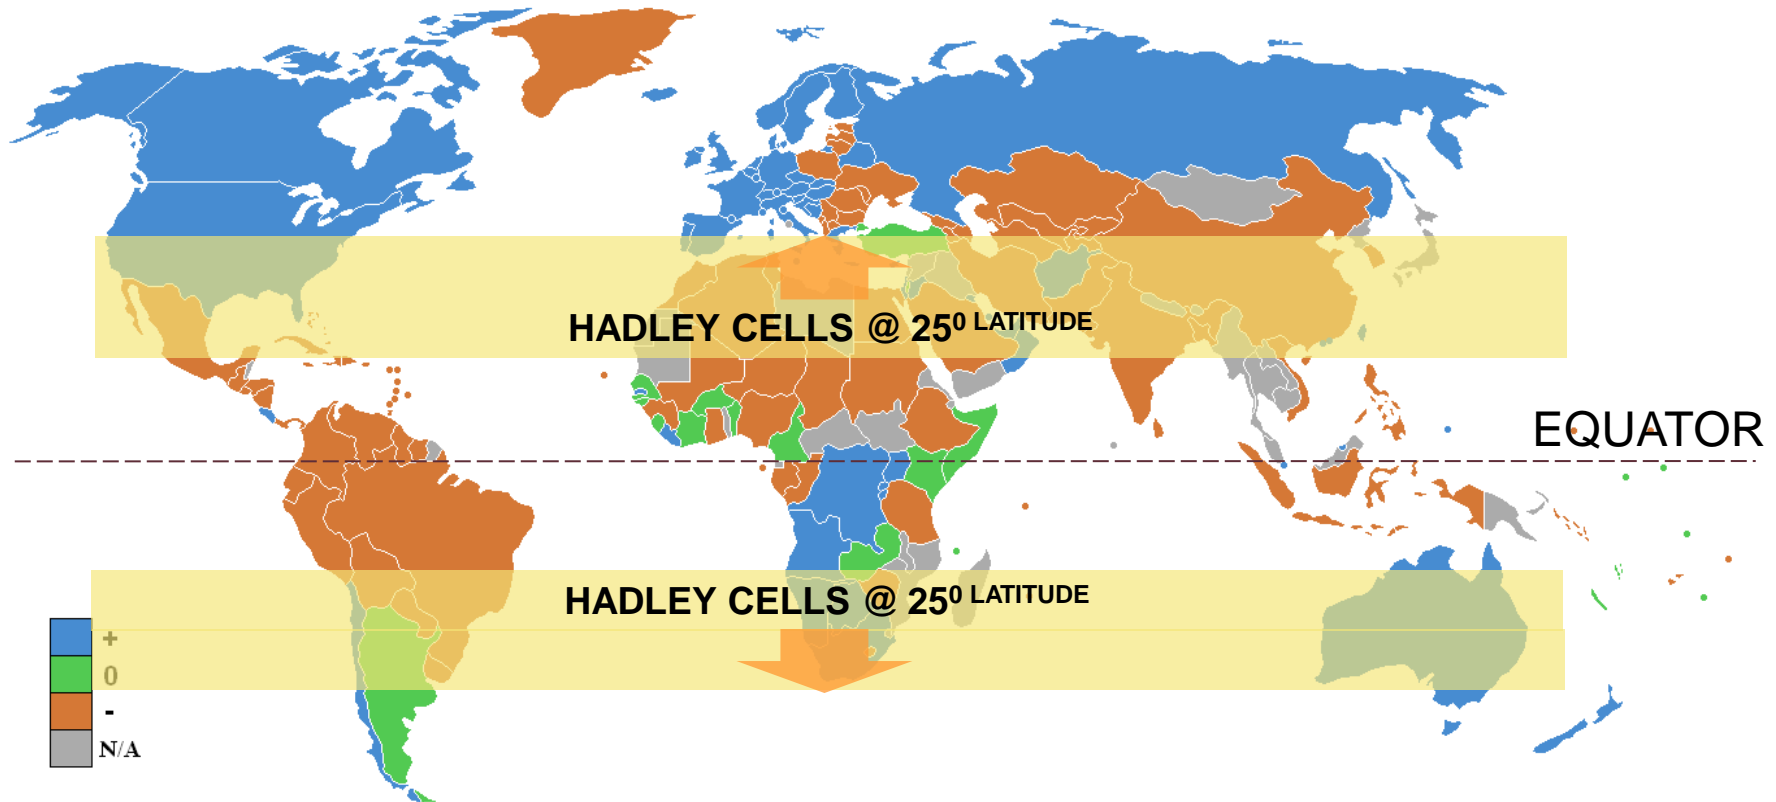 HADLEY CELLS @ 25⁰ LATITUDE
EQUATOR
HADLEY CELLS @ 25⁰ LATITUDE
+
0
-
N/A